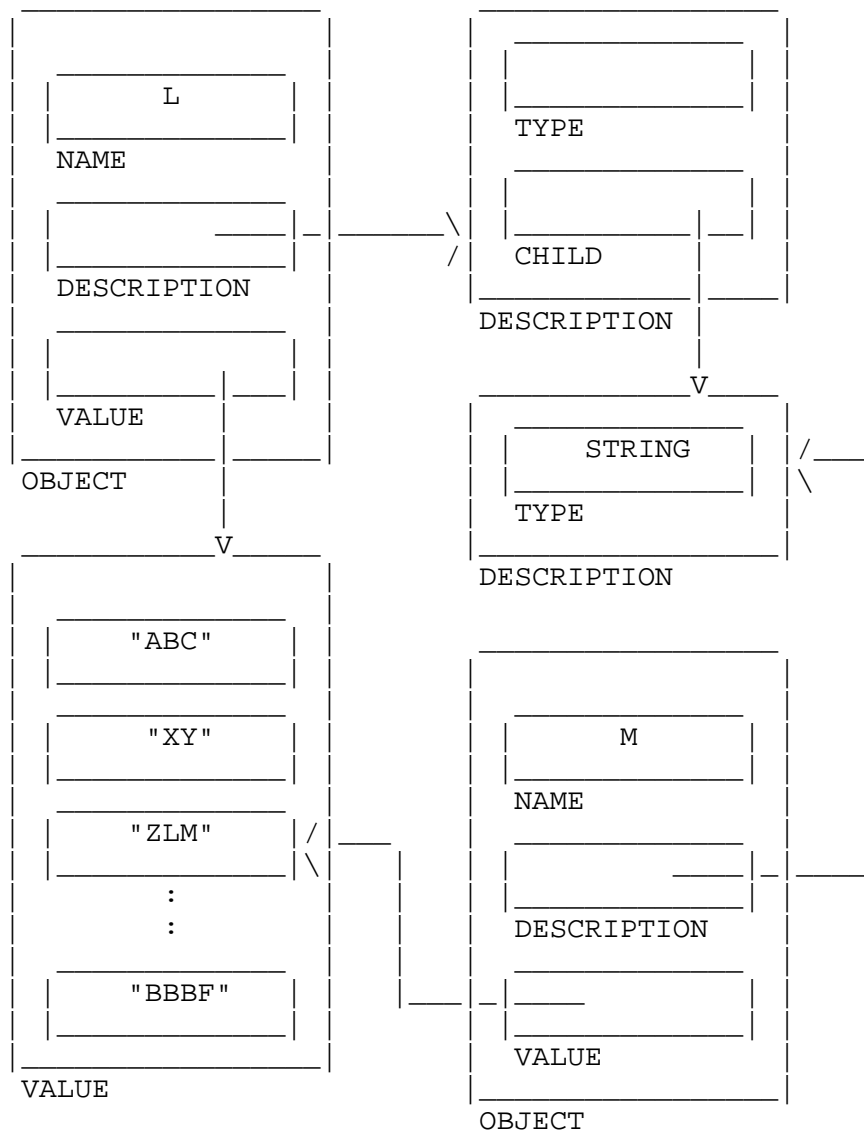 L
NAME
DESCRIPTION
VALUE
OBJECT
TYPE
CHILD
DESCRIPTION
STRING
TYPE
DESCRIPTION
"ABC"
"XY"
"ZLM"
:
:
"BBBF"
VALUE
M
NAME
DESCRIPTION
VALUE
OBJECT